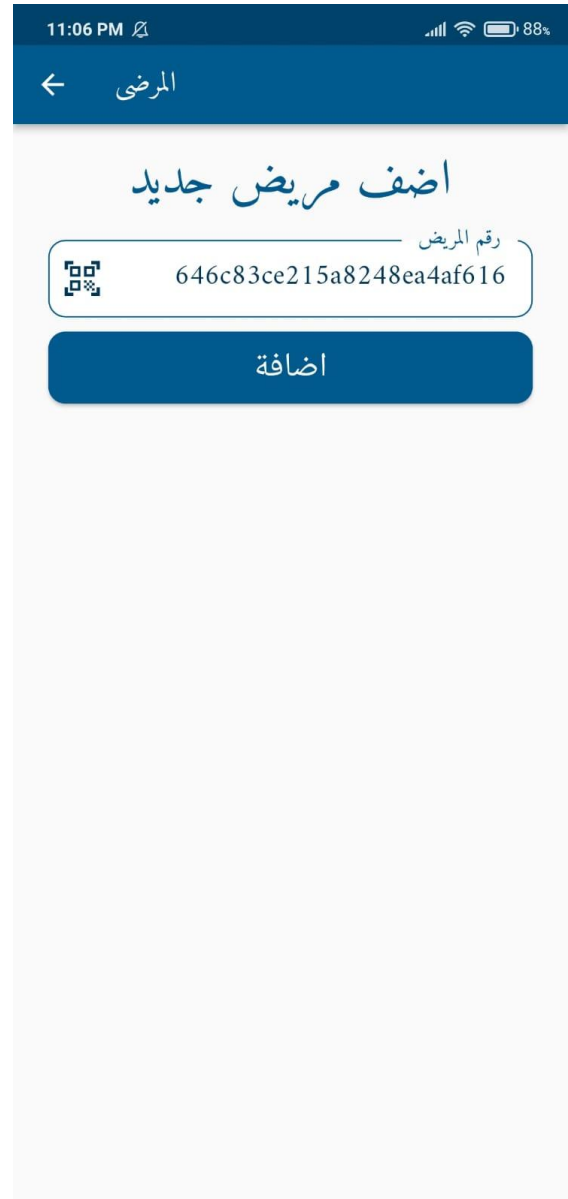 11:06 PM 88%
المرضى
اضف مريض جديد
رقم المريض
646c83ce215a8248ea4af616
اضافة